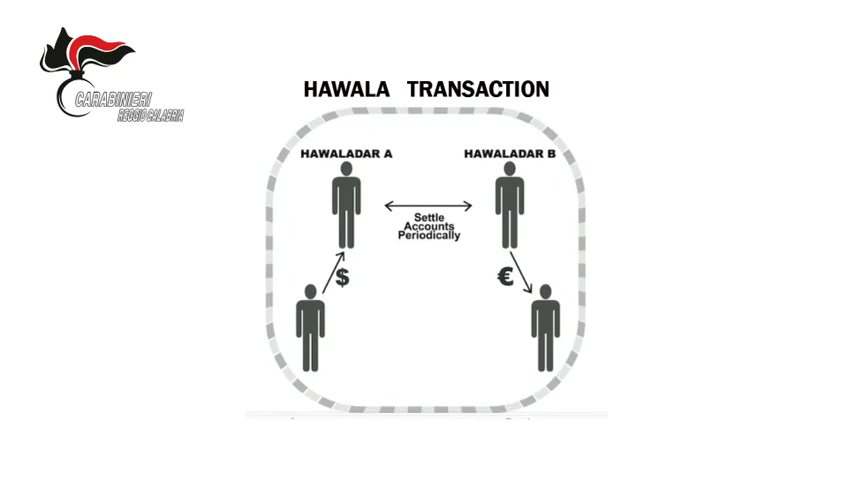 CARABINIERI
REGGIO CALABRIA
HAWALA TRANSACTION
HAWALADAR A
HAWALADAR B
Settle
Accounts
Periodically
$
€